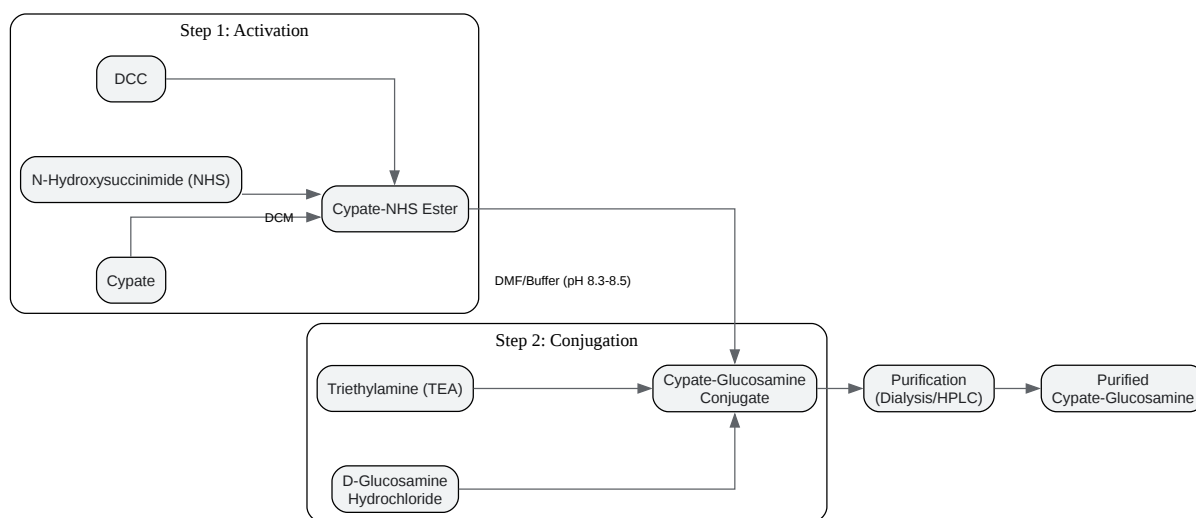 Step 1: Activation
DCC
N-Hydroxysuccinimide (NHS)
Cypate-NHS Ester
DCM
Cypate
DMF/Buffer (pH 8.3-8.5)
Step 2: Conjugation
Triethylamine (TEA)
Cypate-Glucosamine
Conjugate
Purification
(Dialysis/HPLC)
Purified
Cypate-Glucosamine
D-Glucosamine
Hydrochloride